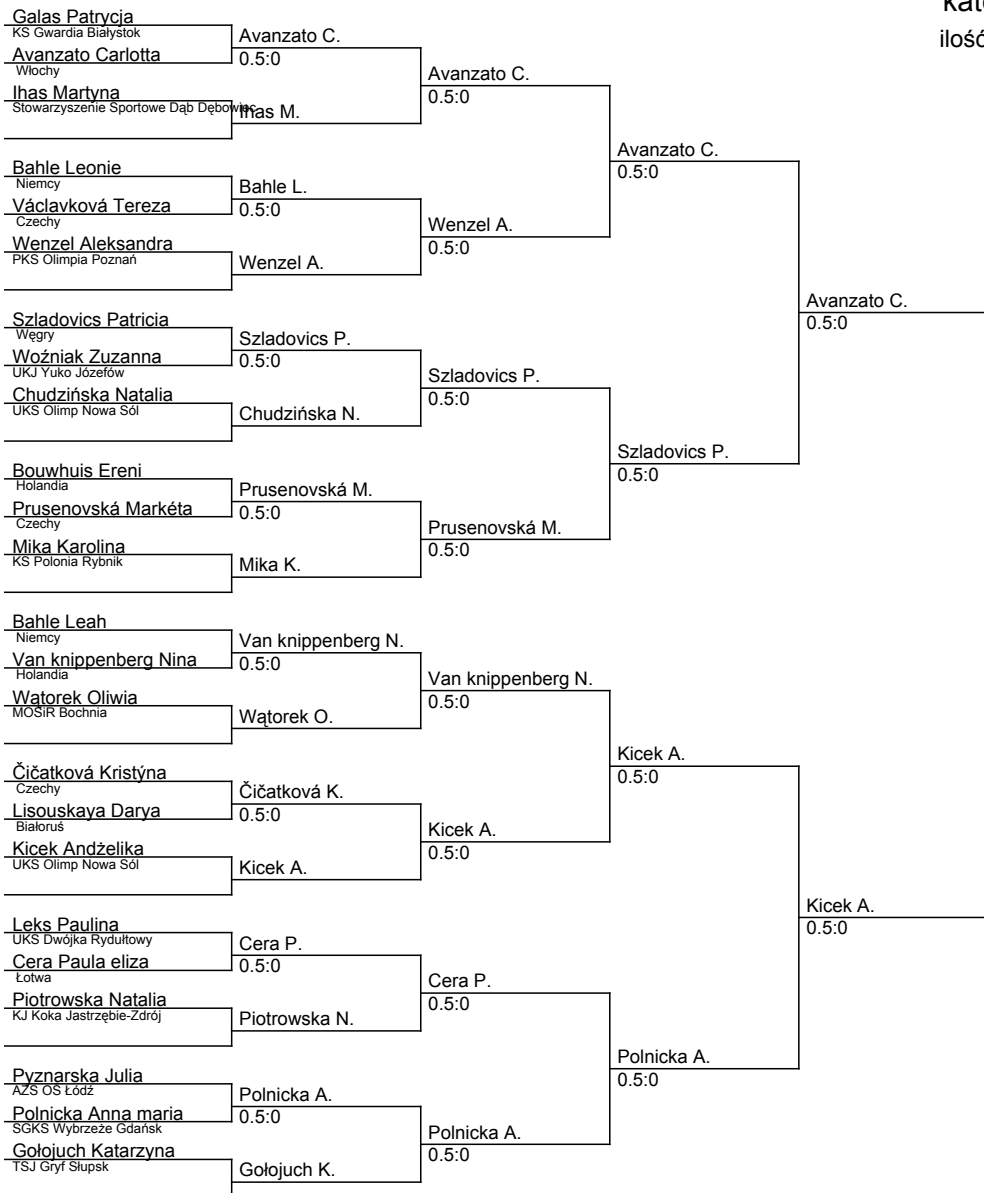 Galas Patrycja
KS Gwardia Białystok
Avanzato Carlotta
Włochy
Ihas Martyna
Stowarzyszenie Sportowe Dąb Dębowiec
Bahle Leonie
Niemcy
Václavková Tereza
Czechy
Wenzel Aleksandra
PKS Olimpia Poznań
Szladovics Patricia
Węgry
Woźniak Zuzanna
UKJ Yuko Józefów
Chudzińska Natalia
UKS Olimp Nowa Sól
Bouwhuis Ereni
Holandia
Prusenovská Markéta
Czechy
Mika Karolina
KS Polonia Rybnik
Bahle Leah
Niemcy
Van knippenberg Nina
Holandia
Wątorek Oliwia
MOSiR Bochnia
Čičatková Kristýna
Czechy
Lisouskaya Darya
Białoruś
Kicek Andżelika
UKS Olimp Nowa Sól
Leks Paulina
UKS Dwójka Rydułtowy
Cera Paula eliza
Łotwa
Piotrowska Natalia
KJ Koka Jastrzębie-Zdrój
Pyznarska Julia
AZS OŚ Łódź
Polnicka Anna maria
SGKS Wybrzeże Gdańsk
Gołojuch Katarzyna
TSJ Gryf Słupsk
Avanzato C.
0.5:0
Ihas M.
Bahle L.
0.5:0
Wenzel A.
Szladovics P.
0.5:0
Chudzińska N.
Prusenovská M.
0.5:0
Mika K.
Van knippenberg N.
0.5:0
Wątorek O.
Čičatková K.
0.5:0
Kicek A.
Cera P.
0.5:0
Piotrowska N.
Polnicka A.
0.5:0
Gołojuch K.
Avanzato C.
0.5:0
Wenzel A.
0.5:0
Szladovics P.
0.5:0
Prusenovská M.
0.5:0
Van knippenberg N.
0.5:0
Kicek A.
0.5:0
Cera P.
0.5:0
Polnicka A.
0.5:0
Avanzato C.
0.5:0
Szladovics P.
0.5:0
Kicek A.
0.5:0
Polnicka A.
0.5:0
Avanzato C.
0.5:0
Kicek A.
0.5:0
ilość